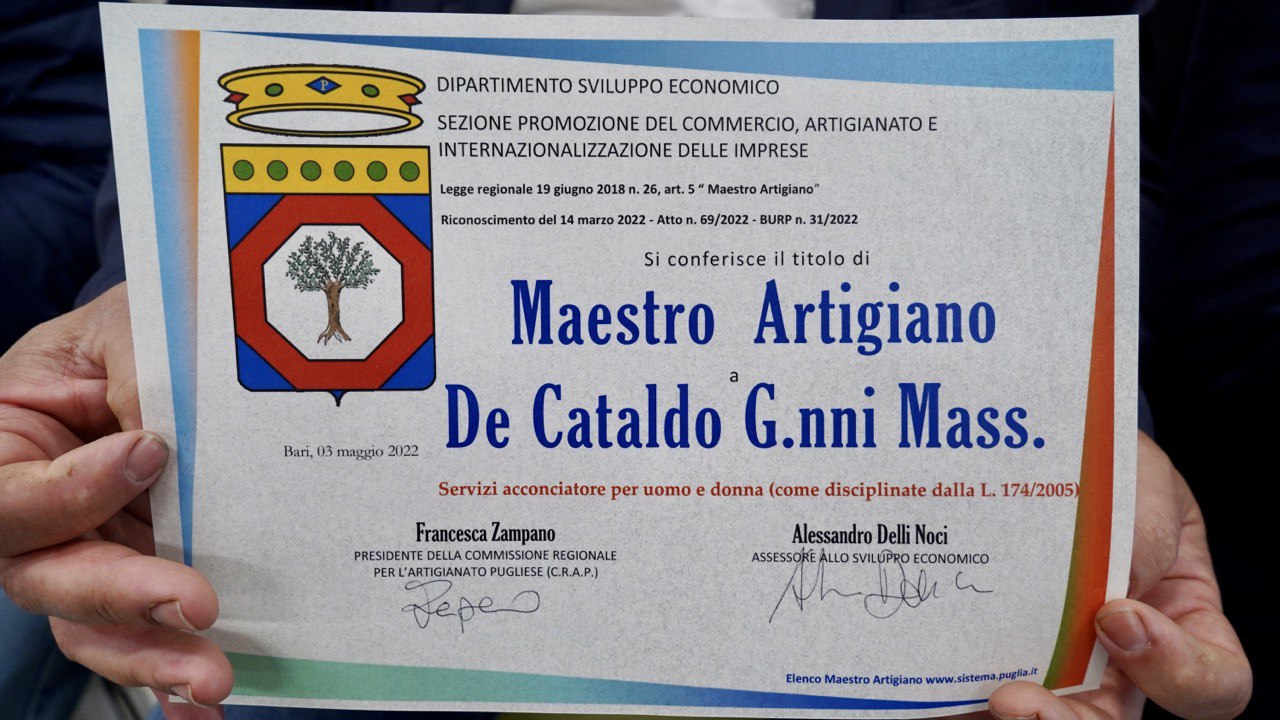 P
DIPARTIMENTO SVILUPPO ECONOMICO
SEZIONE PROMOZIONE DEL COMMERCIO, ARTIGIANATO E
INTERNAZIONALIZZAZIONE DELLE IMPRESE
Legge regionale 19 giugno 2018 n. 26, art. 5 “ Maestro Artigiano”
Riconoscimento del 14 marzo 2022 - Atto n. 69/2022 - BURP n. 31/2022
Si conferisce il titolo di
Maestro Artigiano
a
De Cataldo G.nni Mass.
Bari, 03 maggio 2022
Servizi acconciatore per uomo e donna (come disciplinate dalla L. 174/2005)
Francesca Zampano
PRESIDENTE DELLA COMMISSIONE REGIONALE
PER L’ARTIGIANATO PUGLIESE (C.R.A.P.)
Alessandro Delli Noci
ASSESSORE ALLO SVILUPPO ECONOMICO
Elenco Maestro Artigiano www.sistema.puglia.it